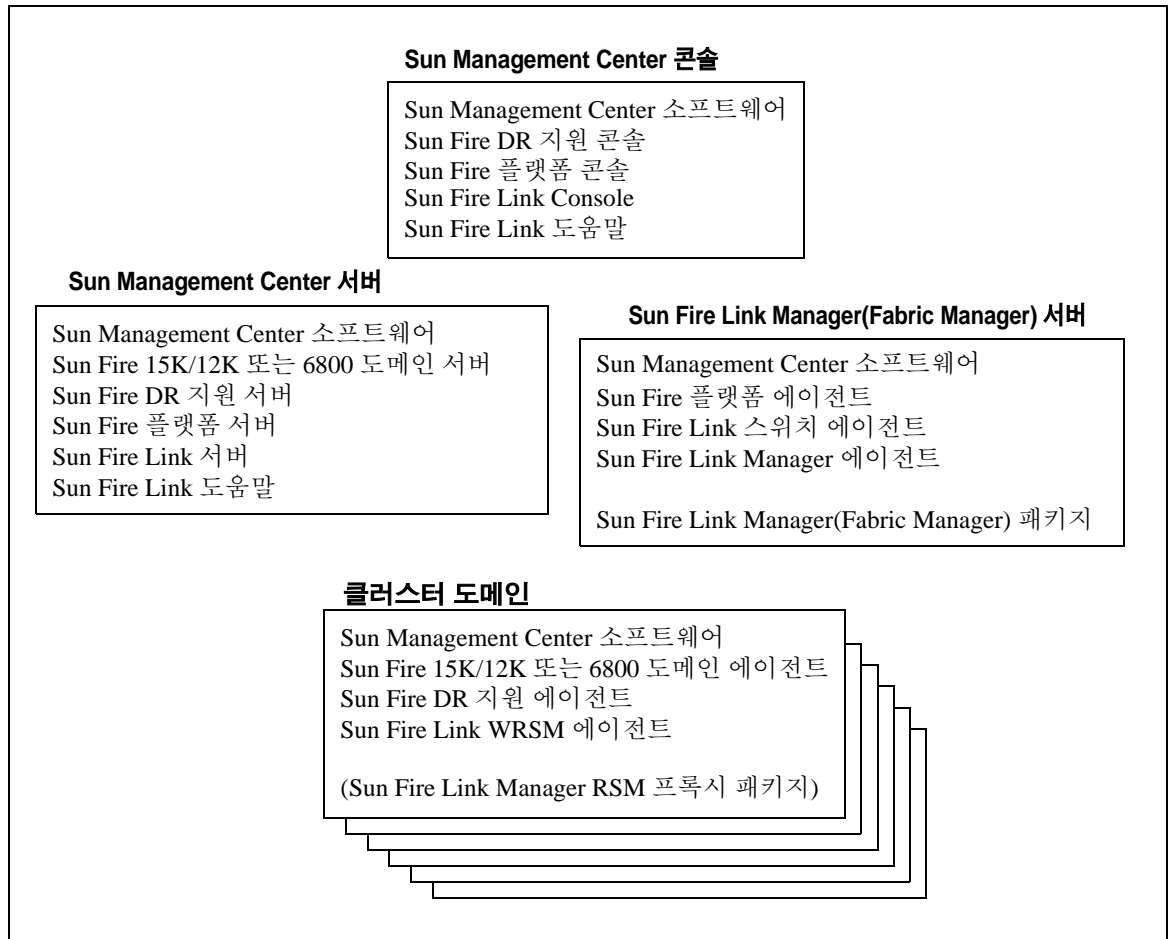 Sun Management Center 콘솔
Sun Management Center 소프트웨어
Sun Fire DR 지원 콘솔
Sun Fire 플랫폼 콘솔
Sun Fire Link Console
Sun Fire Link 도움말
Sun Management Center 서버
Sun Management Center 소프트웨어
Sun Fire 15K/12K 또는 6800 도메인 서버
Sun Fire DR 지원 서버
Sun Fire 플랫폼 서버
Sun Fire Link 서버
Sun Fire Link 도움말
Sun Fire Link Manager(Fabric Manager) 서버
Sun Management Center 소프트웨어
Sun Fire 플랫폼 에이전트
Sun Fire Link 스위치 에이전트
Sun Fire Link Manager 에이전트
Sun Fire Link Manager(Fabric Manager) 패키지
클러스터 도메인
Sun Management Center 소프트웨어
Sun Fire 15K/12K 또는 6800 도메인 에이전트
Sun Fire DR 지원 에이전트
Sun Fire Link WRSM 에이전트
(Sun Fire Link Manager RSM 프록시 패키지)